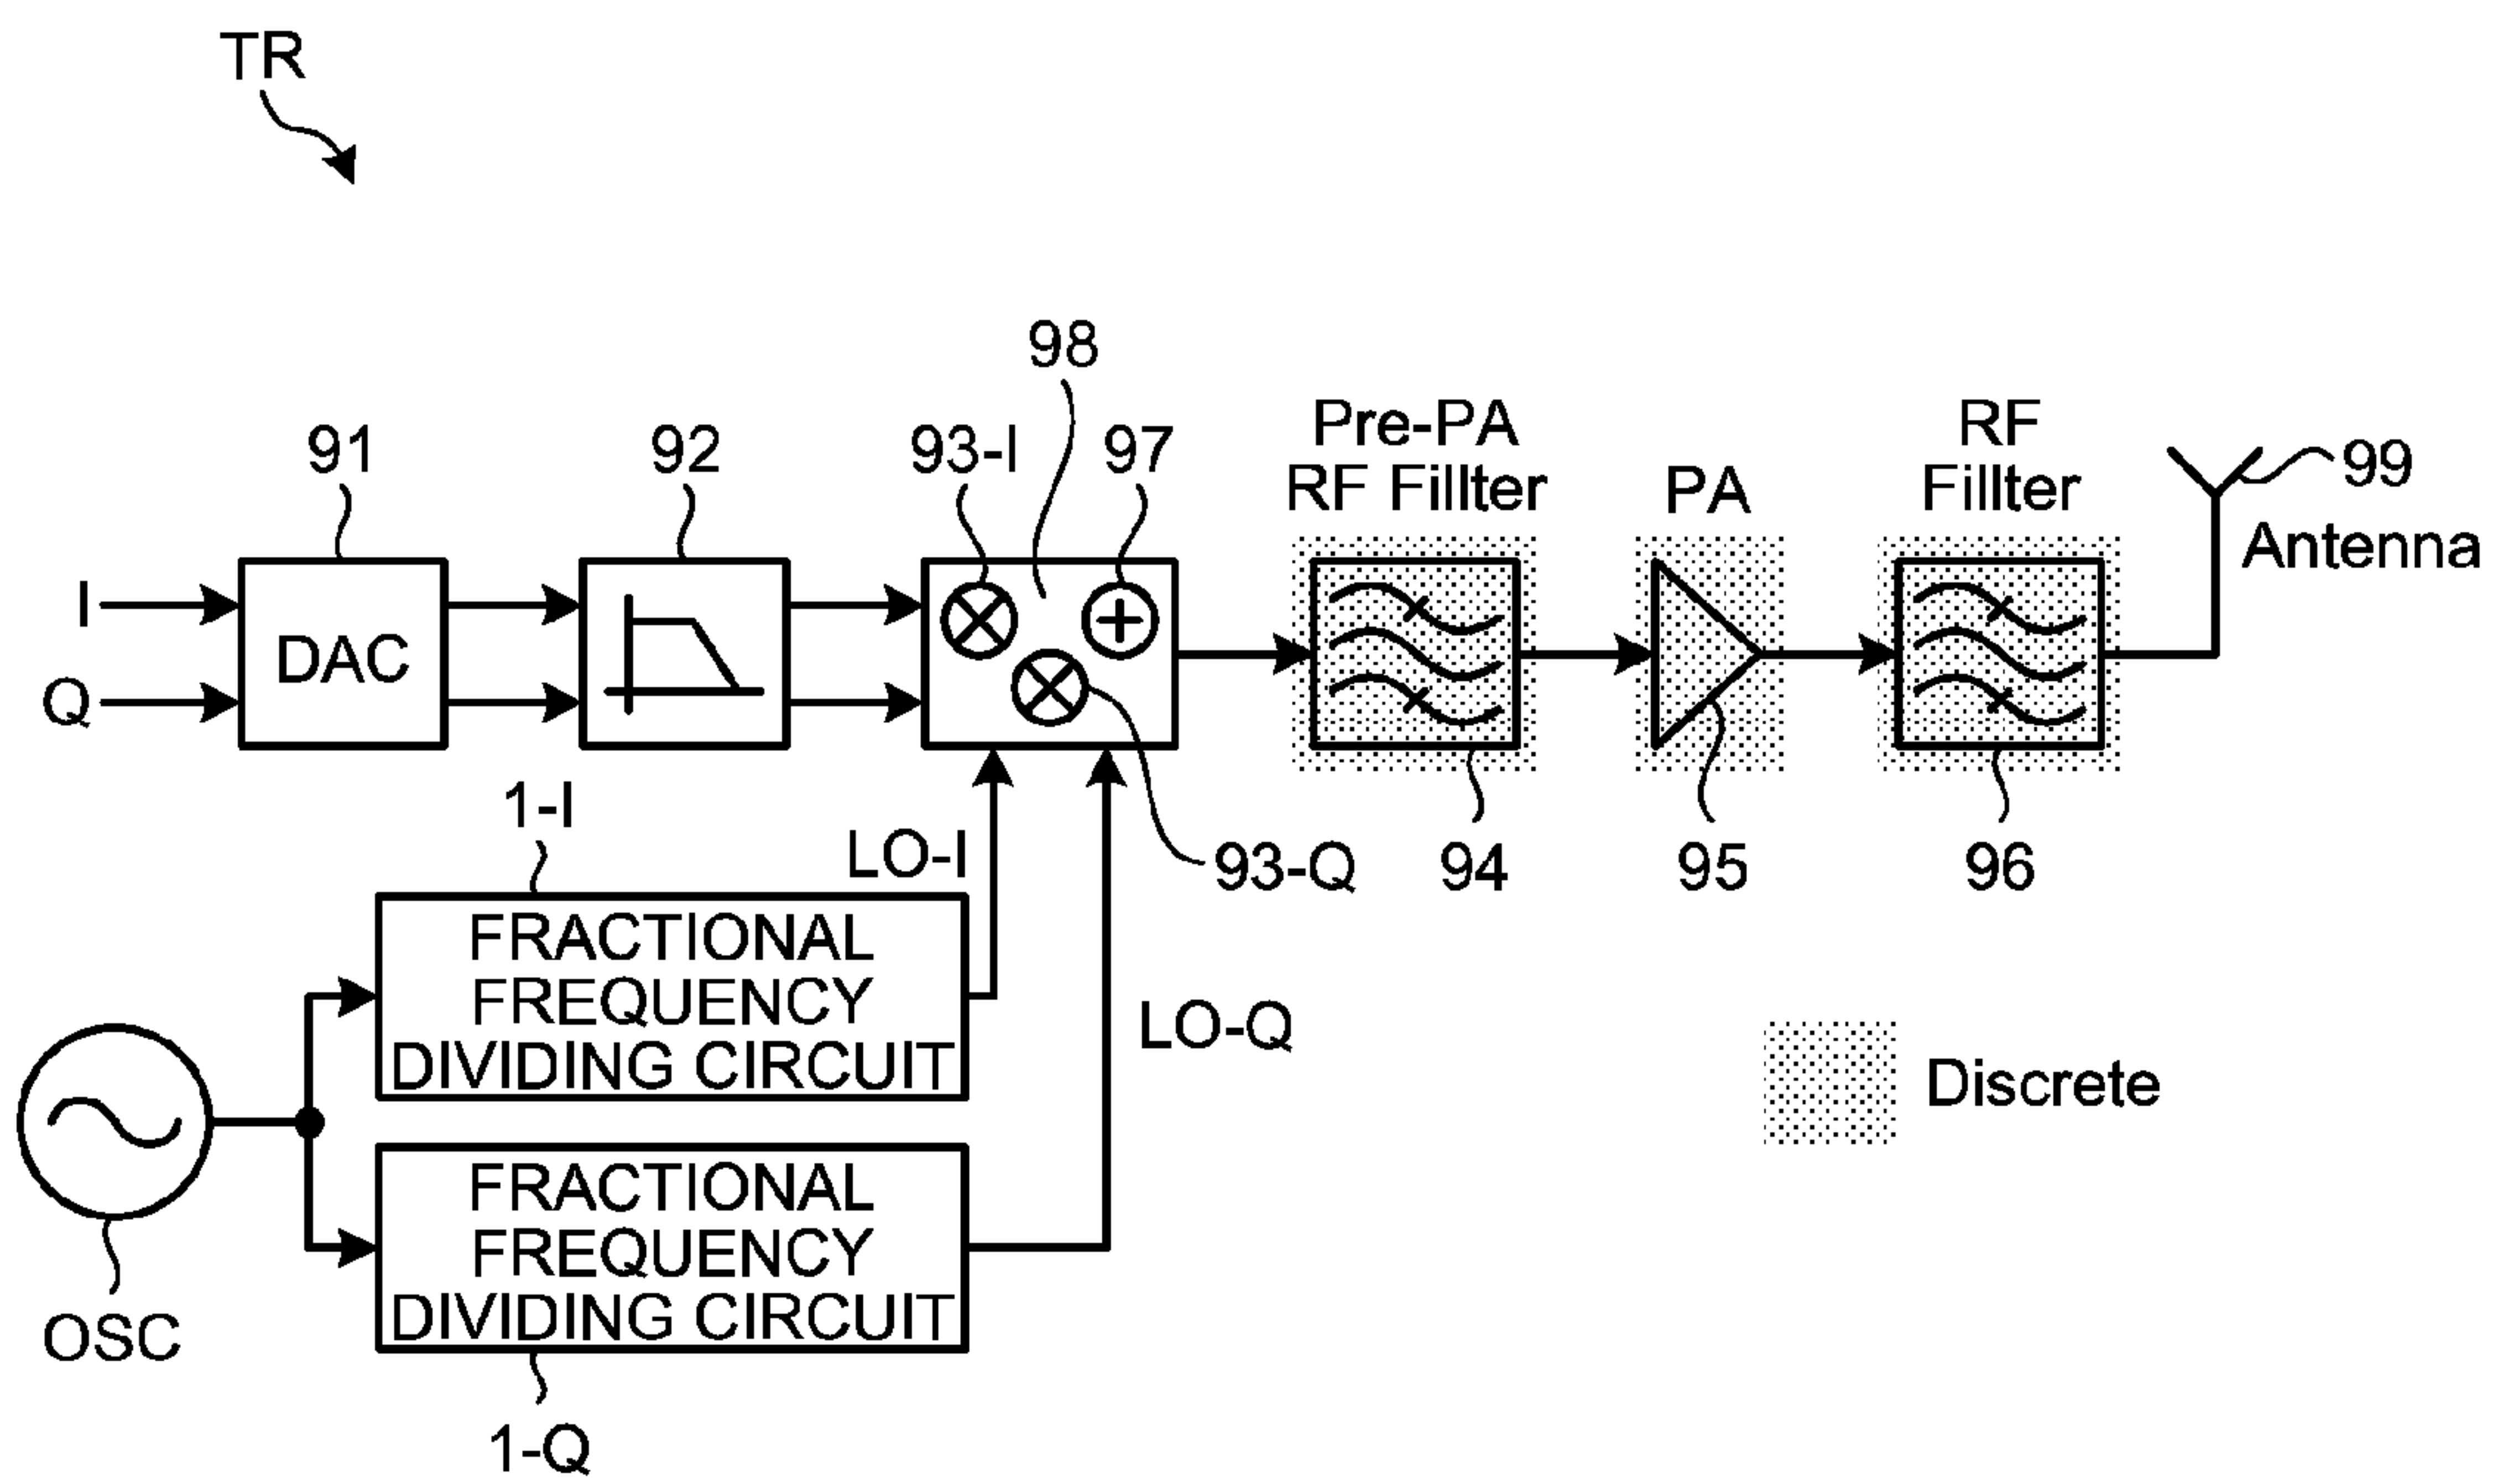 TR
98
91
92
93-I
97
Pre-PA
RF Fillter
PA
RF
Fillter
99
Antenna
I
Q
DAC
1-I
LO-I
93-Q
94
95
96
FRACTIONAL
FREQUENCY
DIVIDING CIRCUIT
LO-Q
Discrete
FRACTIONAL
FREQUENCY
DIVIDING CIRCUIT
OSC
1-Q